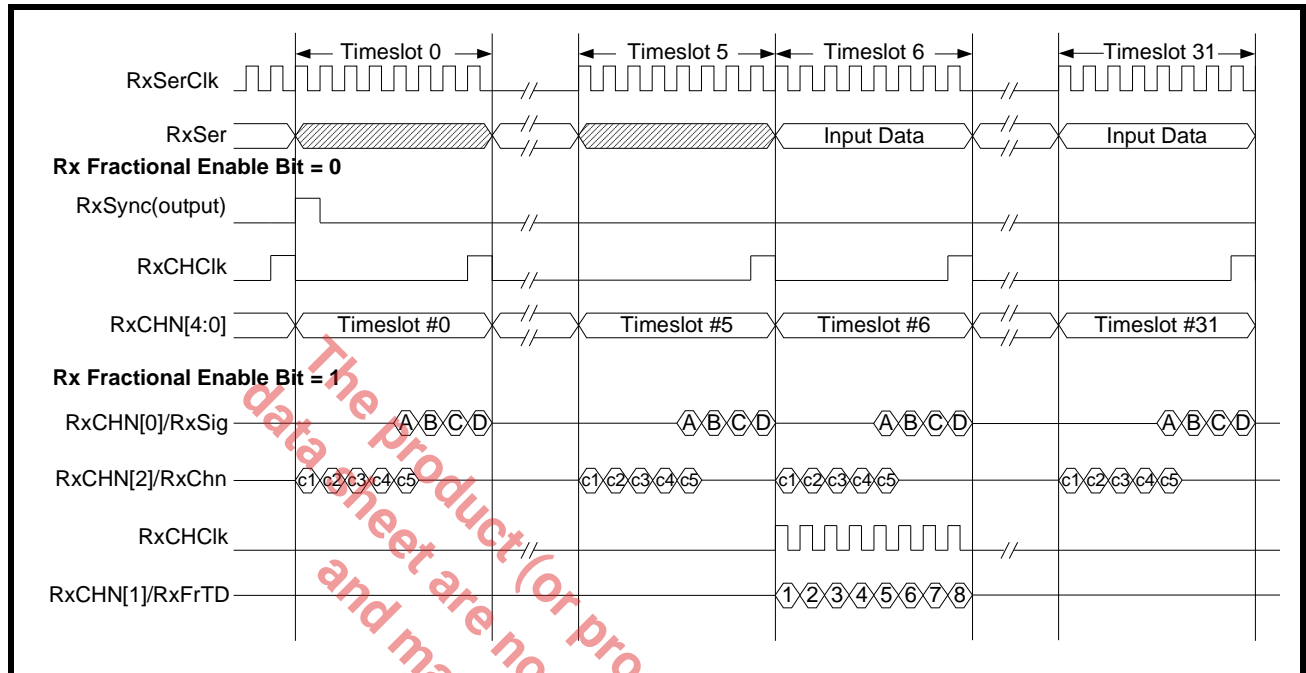 Timeslot 0 Timeslot 5 Timeslot 6 Timeslot 31
RxSerClk
RxSer Input Data Input Data
Rx Fractional Enable Bit = 0
RxSync(output)
RxCHClk
RxCHN[4:0] Timeslot #0 Timeslot #5 Timeslot #6 Timeslot #31
Rx Fractional Enable Bit = 1
RxCHN[0]/RxSig A B C D A B C D A B C D A B C D
RxCHN[2]/RxChn c1 c2 c3 c4 c5 c1 c2 c3 c4 c5 c1 c2 c3 c4 c5 c1 c2 c3 c4 c5
RxCHClk
RxCHN[1]/RxFrTD 1 2 3 4 5 6 7 8
The product (or pro
data sheet are no
and ma